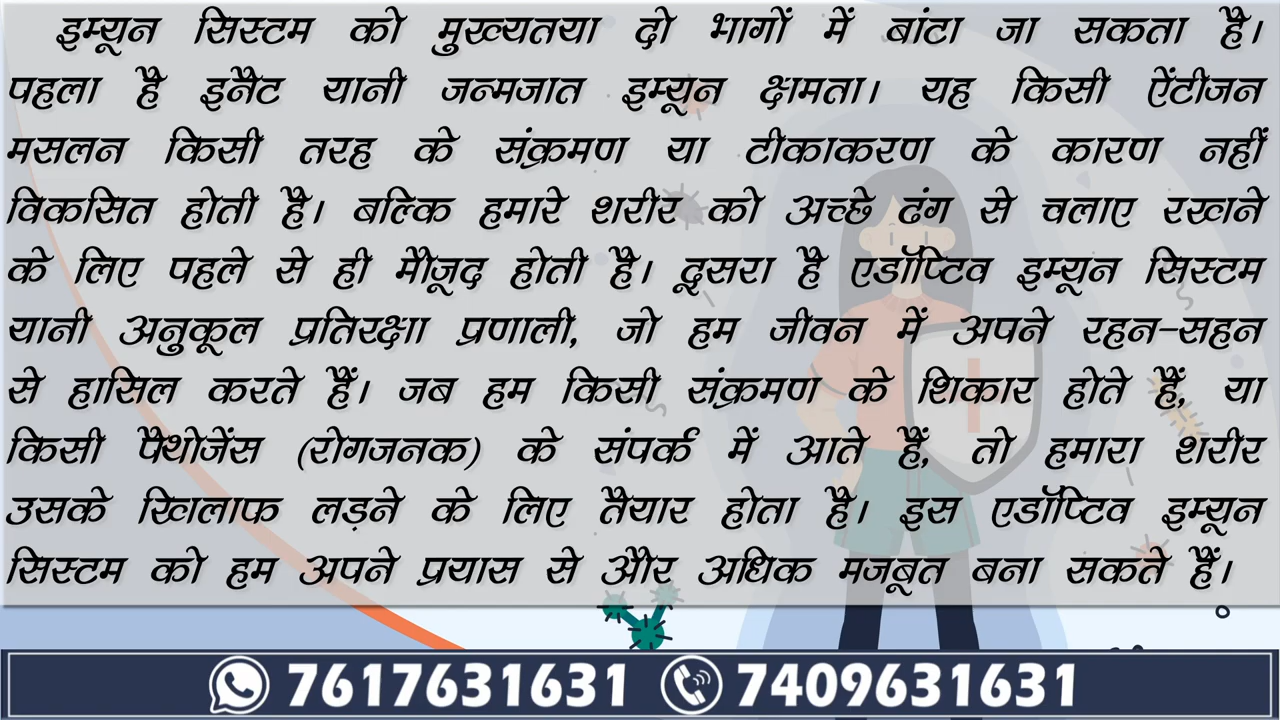 इम्यून सिस्टम को मुख्यतया दो भागों में बांटा जा सकता है।
पहला है इनैट यानी जन्मजात इम्यून क्षमता। यह किसी ऐंटीजन
मसलन किसी तरह के संक्रमण या टीकाकरण के कारण नहीं
विकसित होती है। बल्कि हमारे शरीर को अच्छे ढंग से चलाए रखने
के लिए पहले से ही मौजूद होती है। दूसरा है एडॉप्टिव इम्यून सिस्टम
यानी अनुकूल प्रतिरक्षा प्रणाली, जो हम जीवन में अपने रहन-सहन
से हासिल करते हैं। जब हम किसी संक्रमण के शिकार होते हैं, या
किसी पैथोजेंस (रोगजनक) के संपर्क में आते हैं, तो हमारा शरीर
उसके खिलाफ लड़ने के लिए तैयार होता है। इस एडॉप्टिव इम्यून
सिस्टम को हम अपने प्रयास से और अधिक मजबूत बना सकते हैं।
7617631631 7409631631